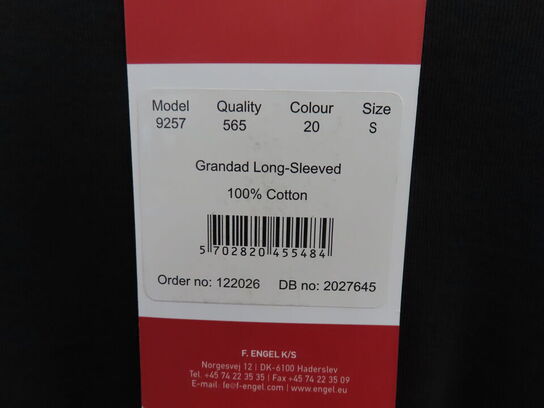 Model Quality Colour Size
9257 565 20 S
Grandad Long-Sleeved
100% Cotton
5 702820 455484
Order no: 122026 DB no: 2027645
F. ENGEL K/S
Norgesvej 12 | DK-6100 Haderslev
Tel. +45 74 22 35 35 | Fax +45 74 22 35 09
E-mail: fe@f-engel.com | www.engel.eu